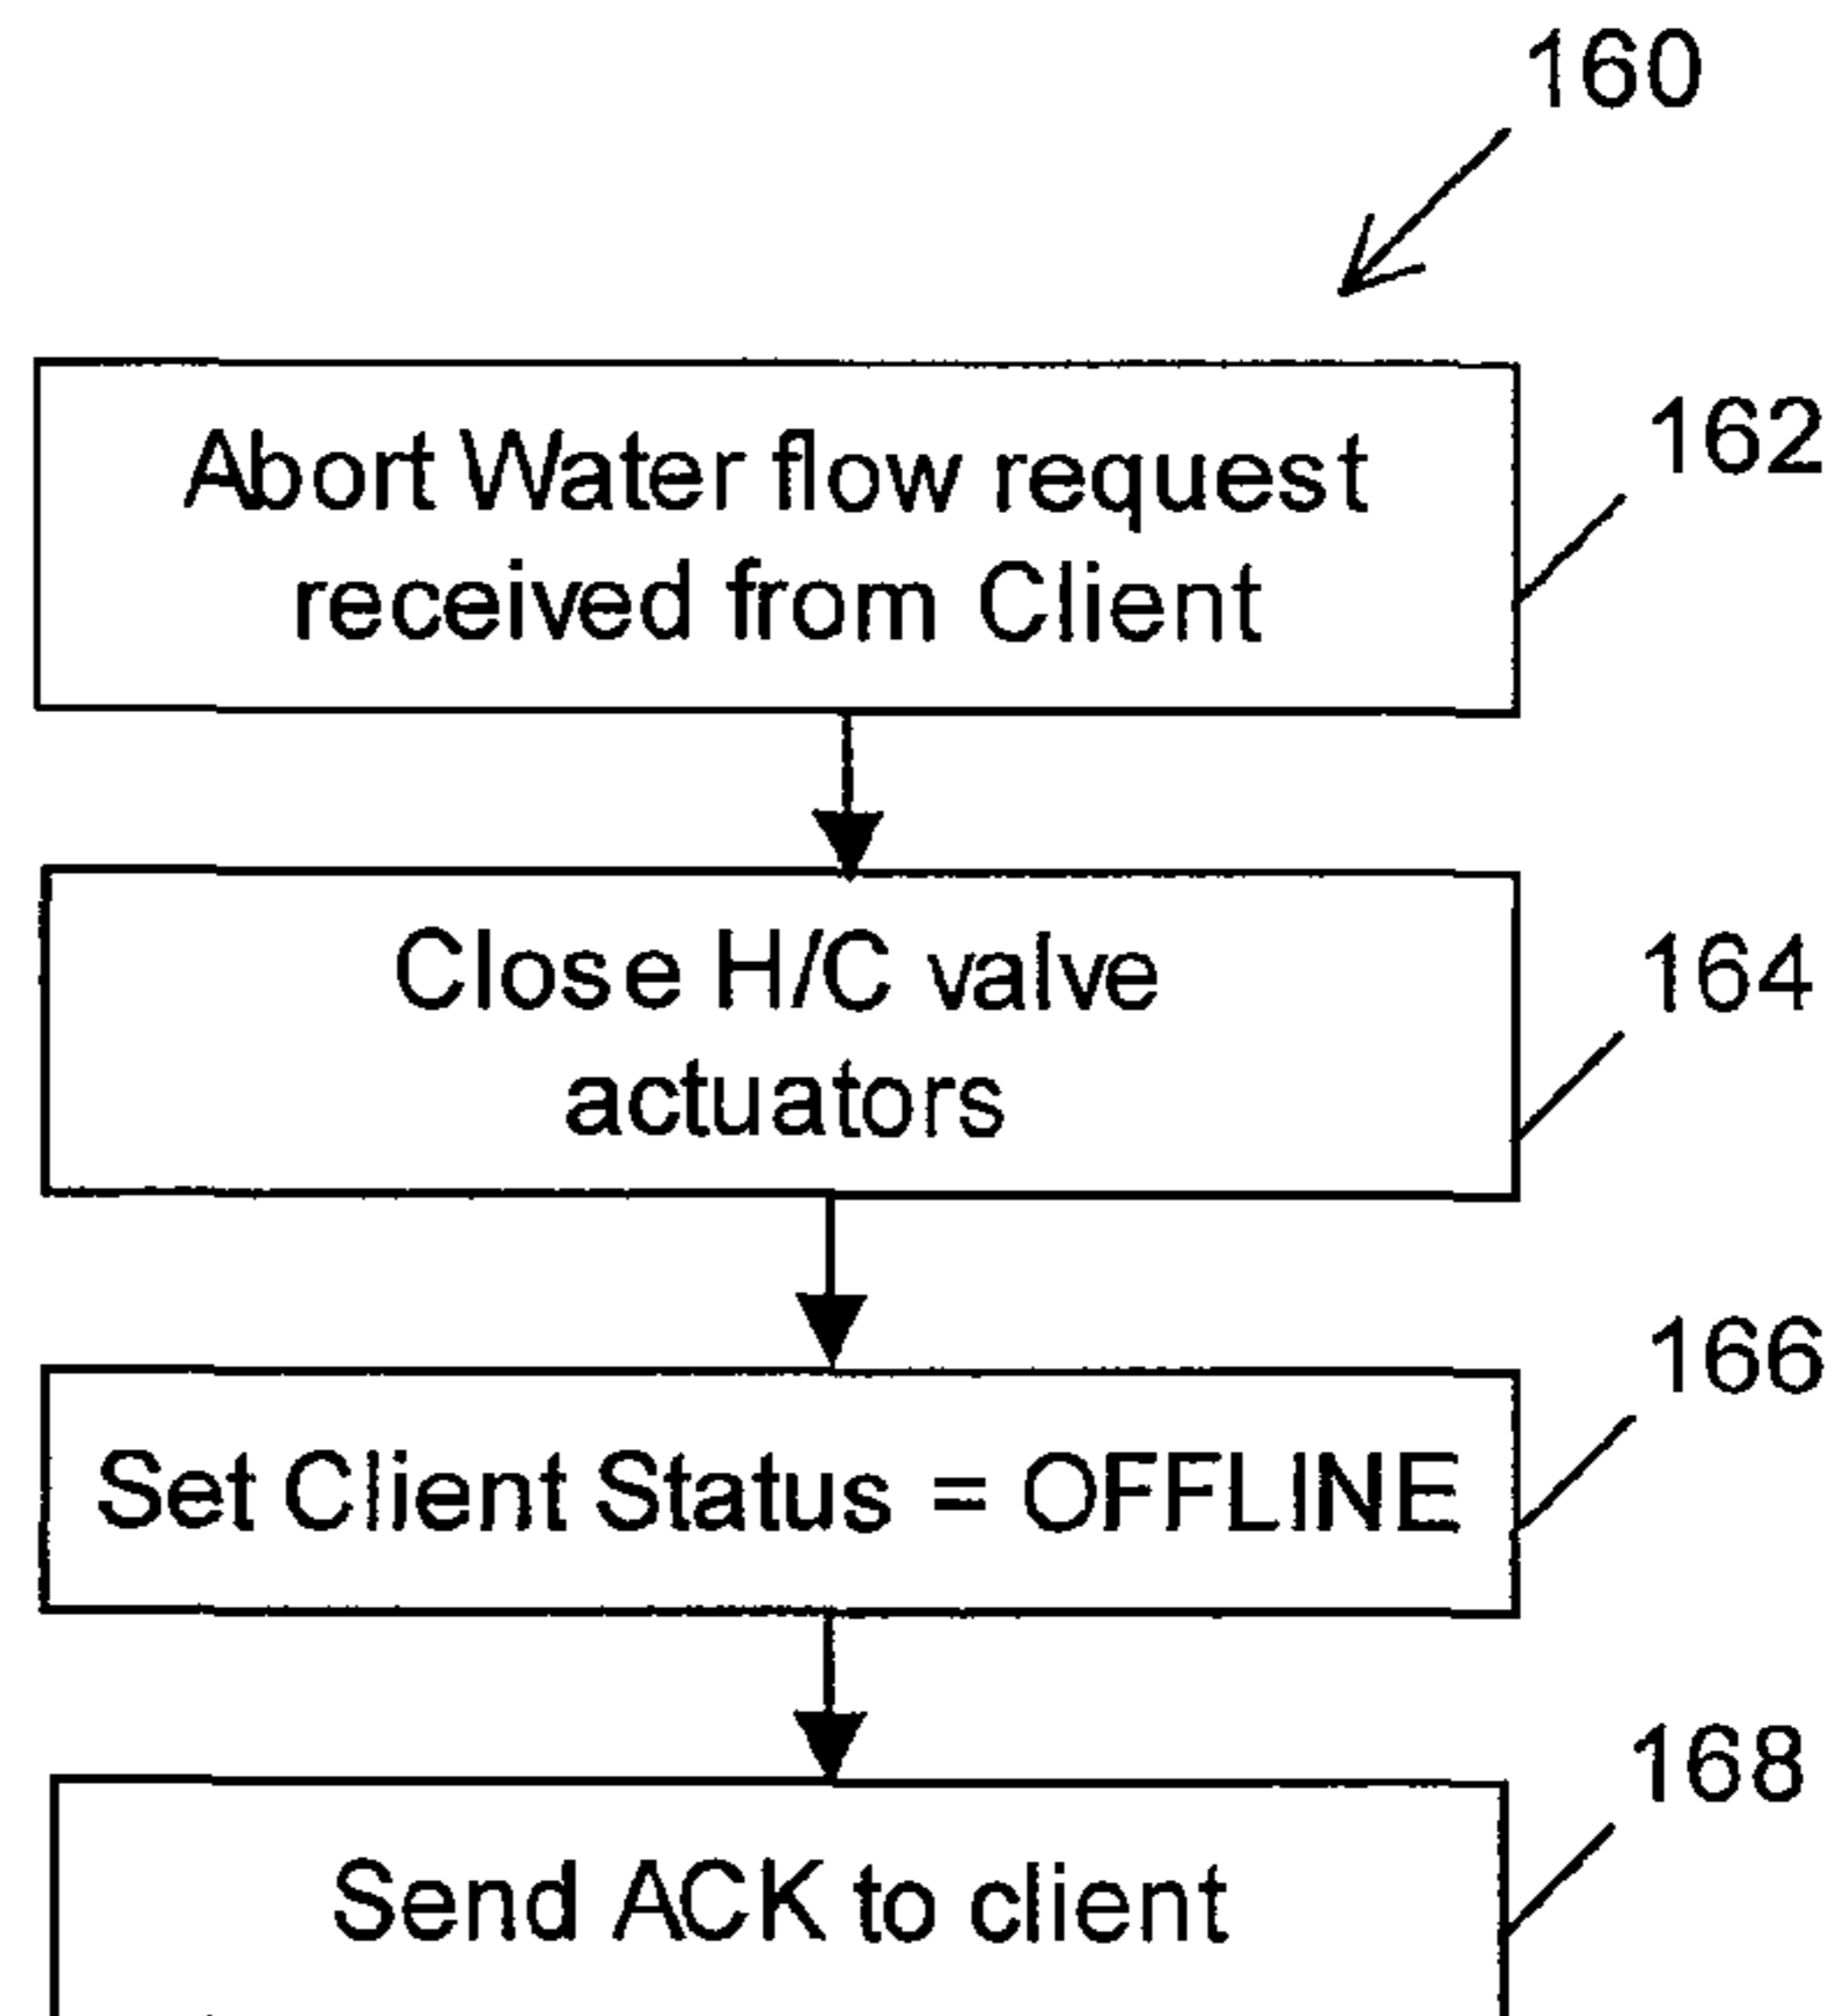 160
Abort Water flow request
received from Client
162
Close H/C valve
actuators
164
Set Client Status = OFFLINE
166
Send ACK to client
168